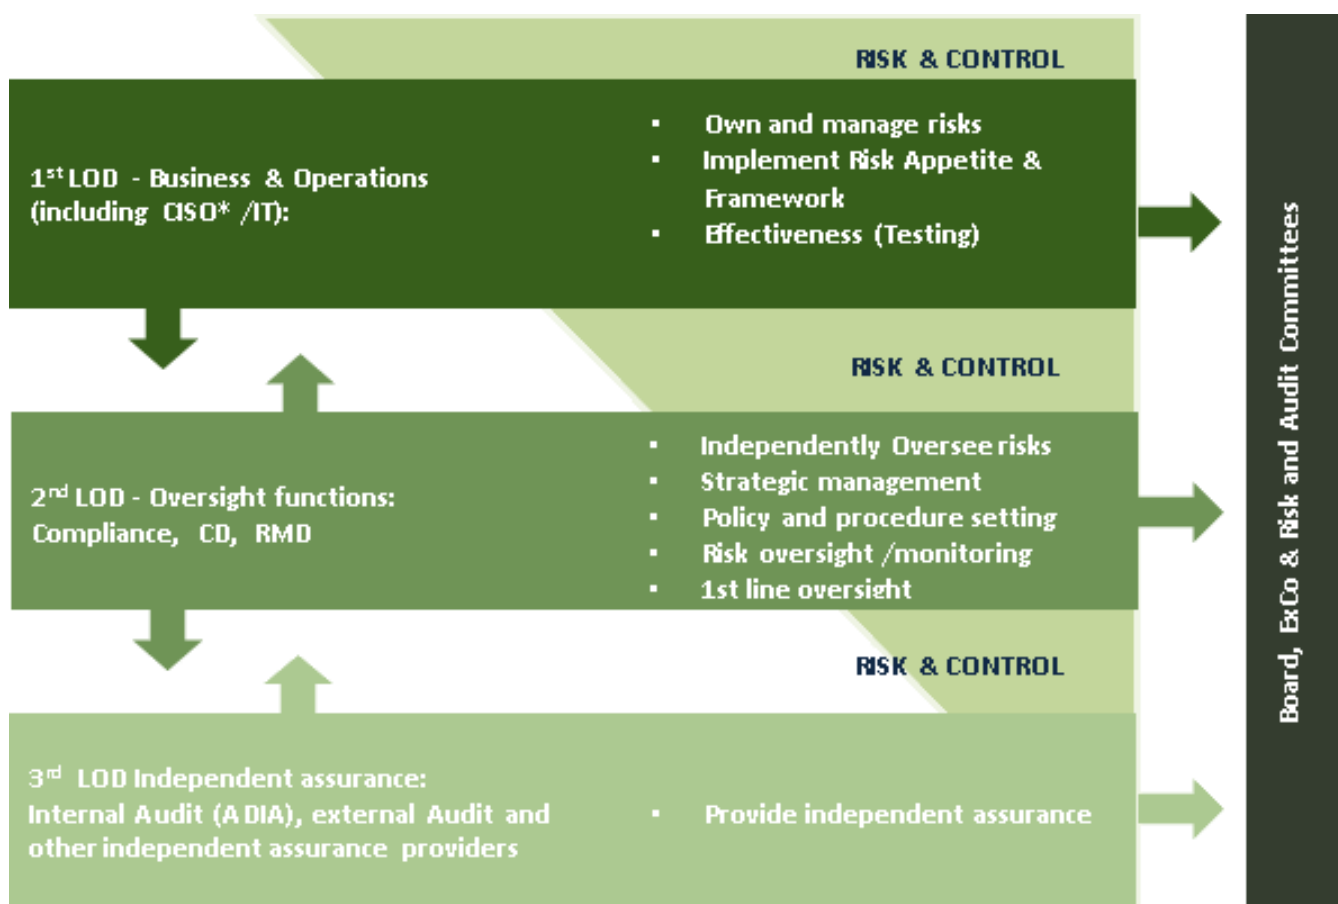 RISK & CONTROL
1st LOD - Business & Operations
(including CISO* /IT):
▪ Own and manage risks
▪ Implement Risk Appetite &
Framework
▪ Effectiveness (Testing)
RISK & CONTROL
2nd LOD - Oversight functions:
Compliance, CD, RMD
▪ Independently Oversee risks
▪ Strategic management
▪ Policy and procedure setting
▪ Risk oversight /monitoring
▪ 1st line oversight
RISK & CONTROL
3rd LOD Independent assurance:
Internal Audit (ADIA), external Audit and
other independent assurance providers
▪ Provide independent assurance
Board, ExCo & Risk and Audit Committees